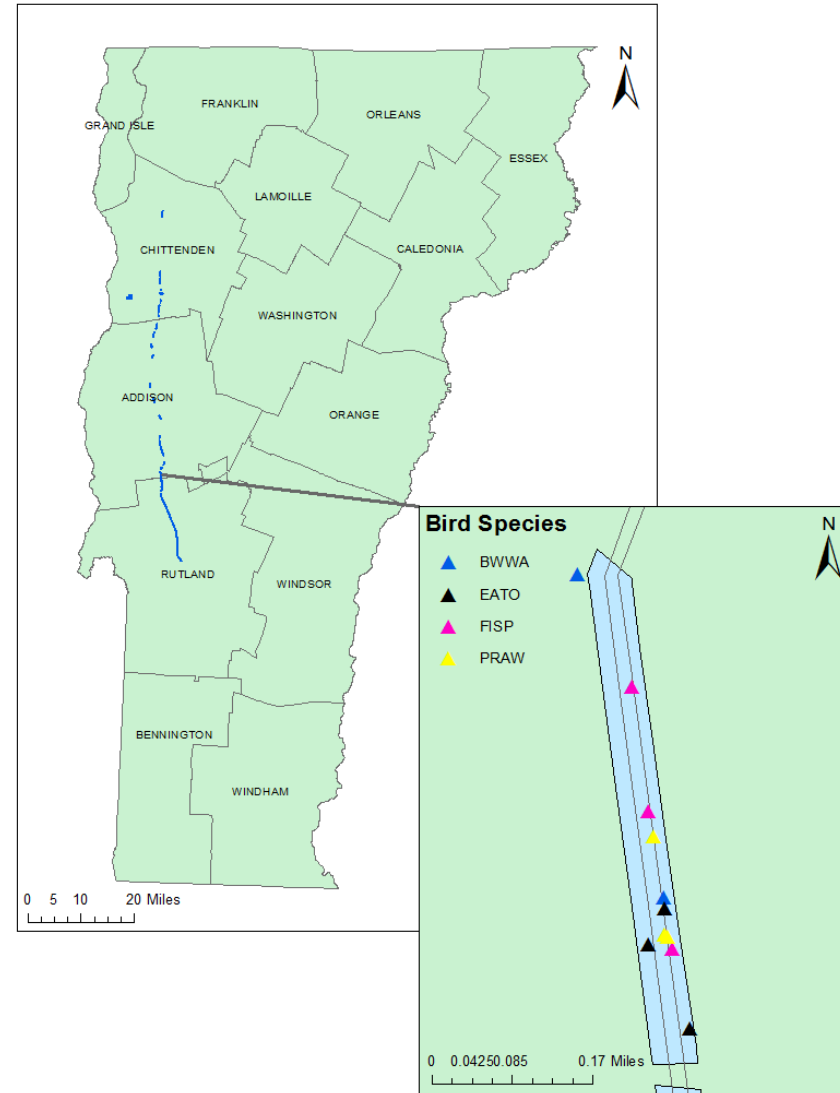 N
FRANKLIN
ORLEANS
GRAND ISLE
ESSEX
LAMOILLE
CHITTENDEN
CALEDONIA
WASHINGTON
ADDISON
ORANGE
RUTLAND
WINDSOR
BENNINGTON
WINDHAM
0 5 10 20 Miles
Bird Species
N
BWWA
EATO
FISP
PRAW
0 0.04250.085 0.17 Miles